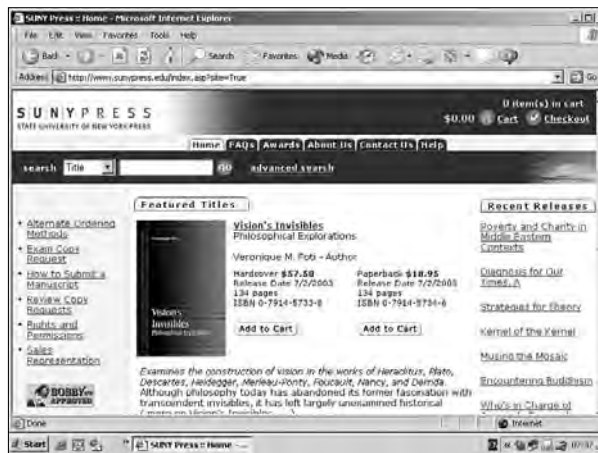 SUNY Press :: Home - Microsoft Internet Explorer
File Edit View Favorites Tools Help
Back Search Favorites Media
Address http://www.sunypress.edu/index.asp?site=True Go
SUNY PRESS
STATE UNIVERSITY OF NEW YORK PRESS
0 item(s) in cart
$0.00 Cart Checkout
Home FAQs Awards About Us Contact Us Help
search Title GO advanced search
• Alternate Ordering
Methods
• Exam Copy
Request
• How to Submit a
Manuscript
• Review Copy
Requests
• Rights and
Permissions
• Sales
Representation
BOBBY
APPROVED
Featured Titles
Vision's
Invisibles
Vision's Invisibles
Philosophical Explorations
Veronique M. Foti - Author
Hardcover $57.50
Release Date 7/2/2003
134 pages
ISBN 0-7914-5733-8
Add to Cart
Paperback $18.95
Release Date 7/2/2003
134 pages
ISBN 0-7914-5734-6
Add to Cart
Examines the construction of vision in the works of Heraclitus, Plato,
Descartes, Heidegger, Merleau-Ponty, Foucault, Nancy, and Derrida.
Although philosophy today has abandoned its former fascination with
transcendent invisibles, it has left largely unexamined historical
Recent Releases
Poverty and Charity in
Middle Eastern
Contexts
Diagnosis for Our
Times, A
Strategies for Theory
Kernel of the Kernel
Musing the Mosaic
Encountering Buddhism
Who's in Charge of
Done Internet
Start SUNY Press :: Home - ...